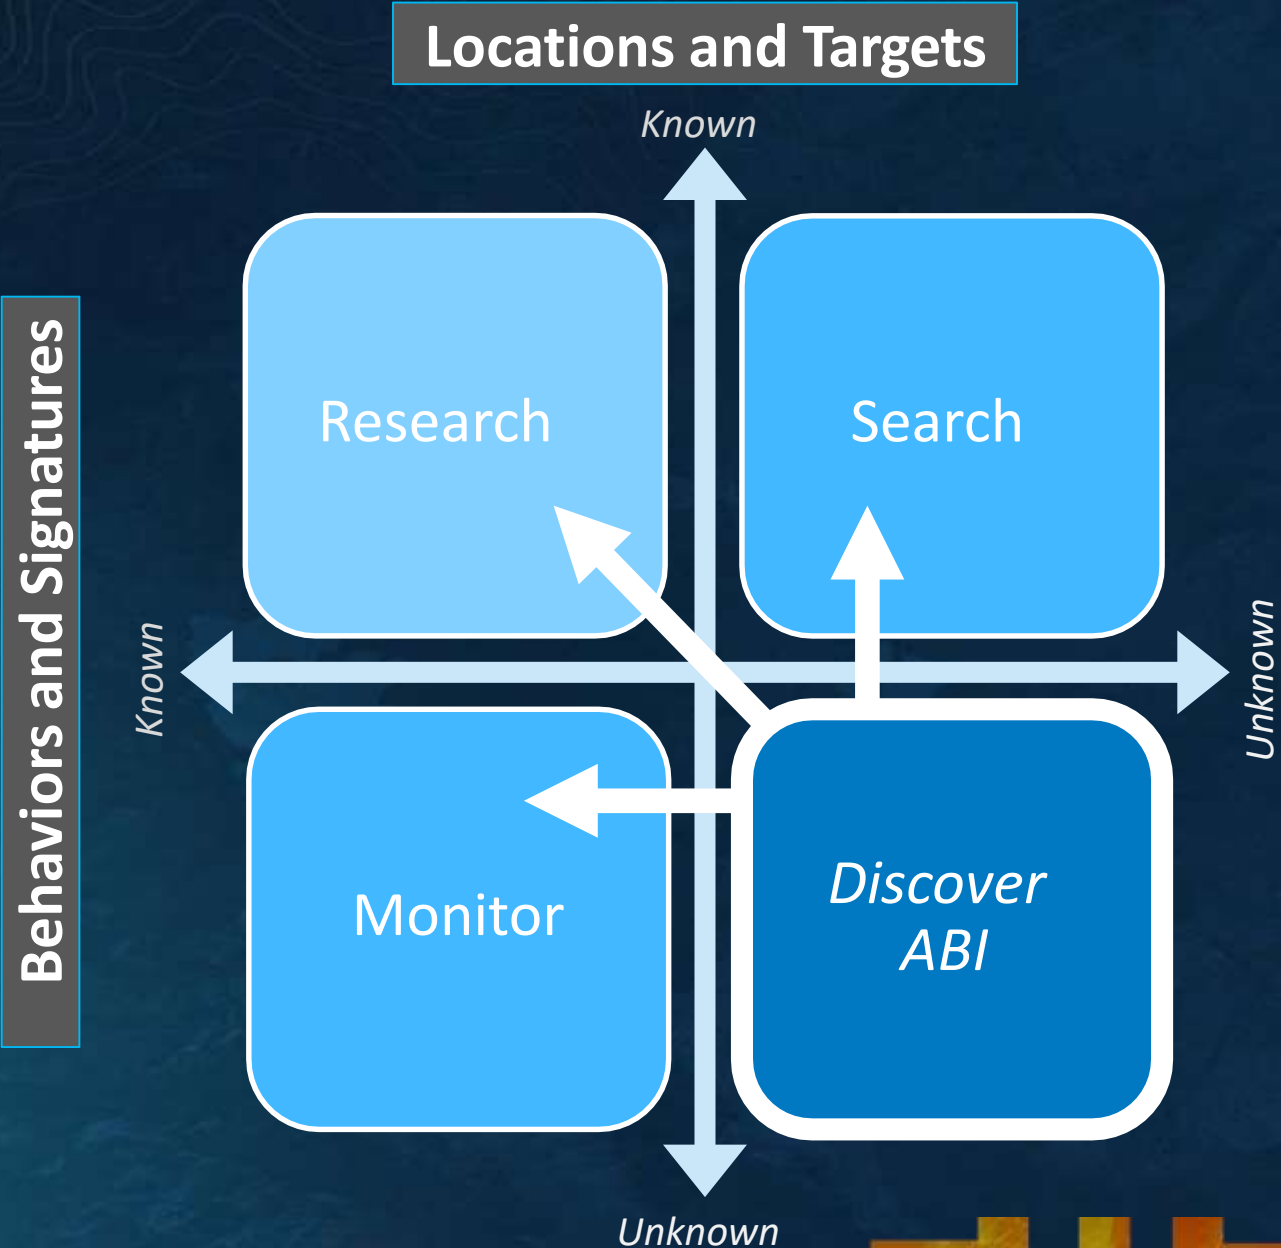 Locations and Targets
Known
Behaviors and Signatures
Research
Search
Known
Unknown
Monitor
Discover
ABI
Unknown